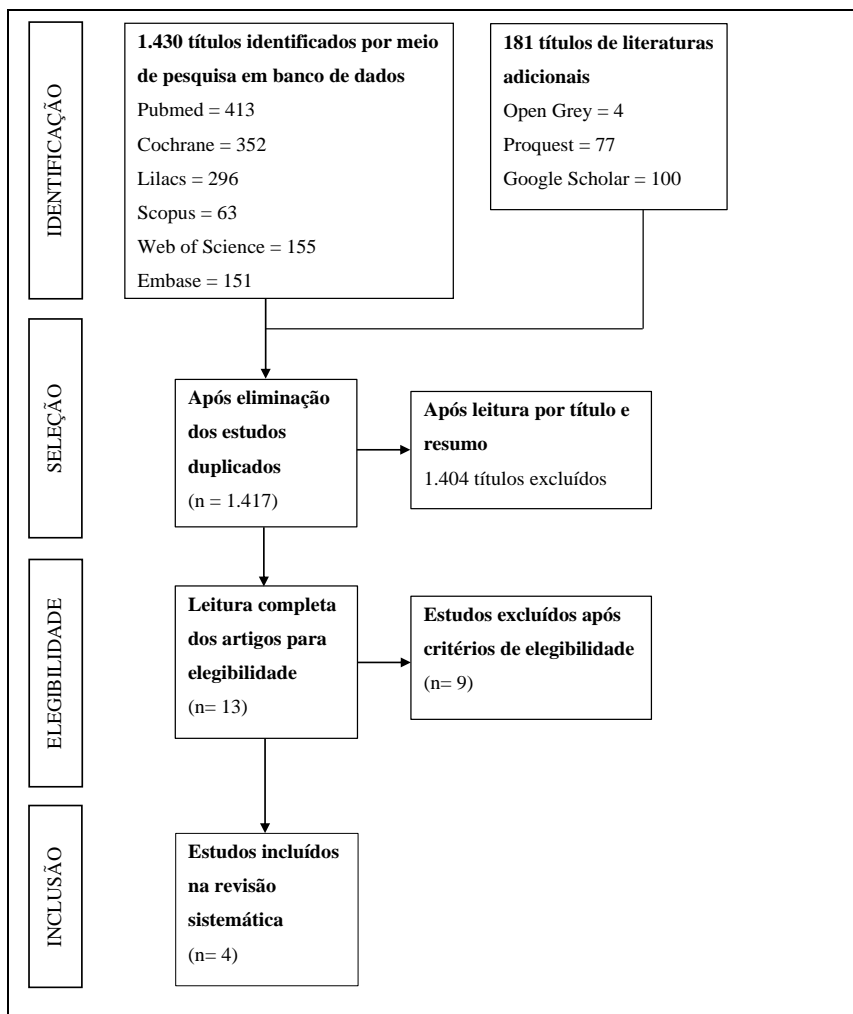 IDENTIFICAÇÃO
1.430 títulos identificados por meio
de pesquisa em banco de dados
Pubmed = 413
Cochrane = 352
Lilacs = 296
Scopus = 63
Web of Science = 155
Embase = 151
181 títulos de literaturas
adicionais
Open Grey = 4
Proquest = 77
Google Scholar = 100
SELEÇÃO
Após eliminação
dos estudos
duplicados
(n = 1.417)
Após leitura por título e
resumo
1.404 títulos excluídos
ELEGIBILIDADE
Leitura completa
dos artigos para
elegibilidade
(n= 13)
Estudos excluídos após
critérios de elegibilidade
(n= 9)
INCLUSÃO
Estudos incluídos
na revisão
sistemática
(n= 4)